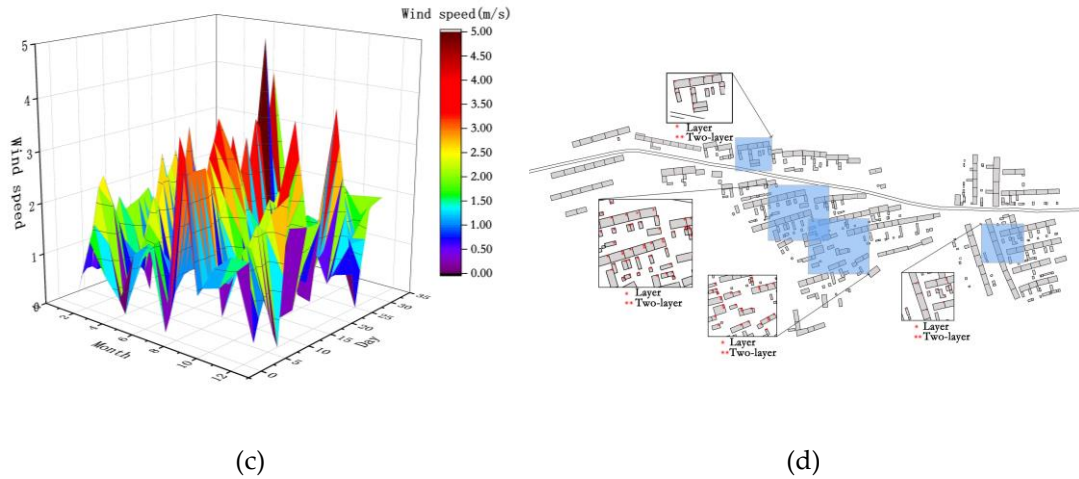 Wind speed(m/s)
5.00
4.50
4.00
3.50
3.00
2.50
2.00
1.50
1.00
0.50
0.00
5
4
3
2
1
Wind speed
0
2
4
6
8
10
12
Month
0
5
10
15
20
25
30
35
Day
(c)
* Layer
** Two-layer
* Layer
** Two-layer
* Layer
**Two-layer
* Layer
**Two-layer
(d)